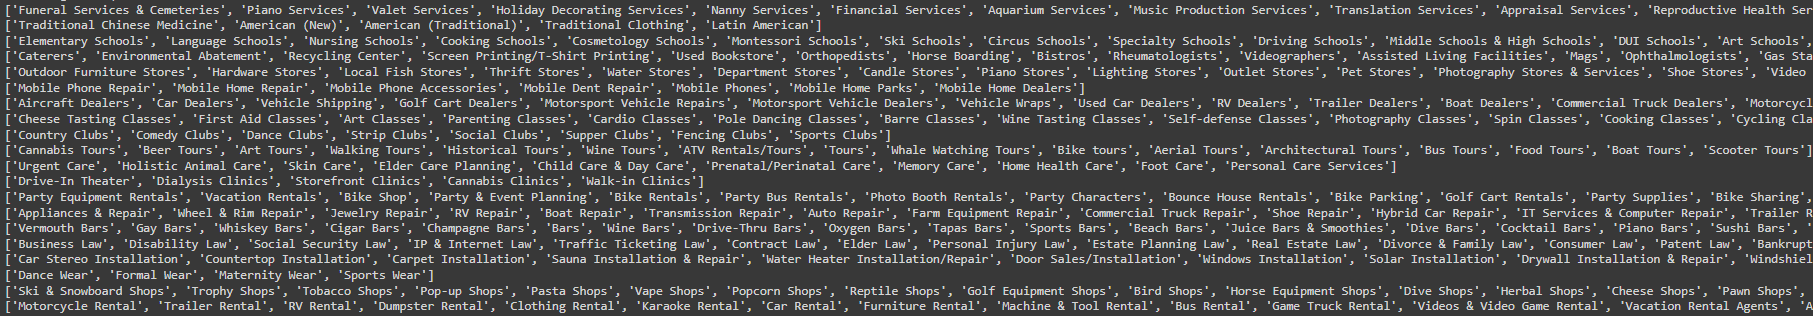 ['Funeral Services & Cemeteries', 'Piano Services', 'Valet Services', 'Holiday Decorating Services', 'Nanny Services', 'Financial Services', 'Aquarium Services', 'Music Production Services', 'Translation Services', 'Appraisal Services', 'Reproductive Health Ser
['Traditional Chinese Medicine', 'American (New)', 'American (Traditional)', 'Traditional Clothing', 'Latin American']
['Elementary Schools', 'Language Schools', 'Nursing Schools', 'Cooking Schools', 'Cosmetology Schools', 'Montessori Schools', 'Ski Schools', 'Circus Schools', 'Specialty Schools', 'Driving Schools', 'Middle Schools & High Schools', 'DUI Schools', 'Art Schools',
['Caterers', 'Environmental Abatement', 'Recycling Center', 'Screen Printing/T-Shirt Printing', 'Used Bookstore', 'Orthopedists', 'Horse Boarding', 'Bistros', 'Rheumatologists', 'Videographers', 'Assisted Living Facilities', 'Mags', 'Ophthalmologists', 'Gas Sta
['Outdoor Furniture Stores', 'Hardware Stores', 'Local Fish Stores', 'Thrift Stores', 'Water Stores', 'Department Stores', 'Candle Stores', 'Piano Stores', 'Lighting Stores', 'Outlet Stores', 'Pet Stores', 'Photography Stores & Services', 'Shoe Stores', 'Video
['Mobile Phone Repair', 'Mobile Home Repair', 'Mobile Phone Accessories', 'Mobile Dent Repair', 'Mobile Phones', 'Mobile Home Parks', 'Mobile Home Dealers']
['Aircraft Dealers', 'Car Dealers', 'Vehicle Shipping', 'Golf Cart Dealers', 'Motorsport Vehicle Repairs', 'Motorsport Vehicle Dealers', 'Vehicle Wraps', 'Used Car Dealers', 'RV Dealers', 'Trailer Dealers', 'Boat Dealers', 'Commercial Truck Dealers', 'Motorcycl
['Cheese Tasting Classes', 'First Aid Classes', 'Art Classes', 'Parenting Classes', 'Cardio Classes', 'Pole Dancing Classes', 'Barre Classes', 'Wine Tasting Classes', 'Self-defense Classes', 'Photography Classes', 'Spin Classes', 'Cooking Classes', 'Cycling Cla
['Country Clubs', 'Comedy Clubs', 'Dance Clubs', 'Strip Clubs', 'Social Clubs', 'Supper Clubs', 'Fencing Clubs', 'Sports Clubs']
['Cannabis Tours', 'Beer Tours', 'Art Tours', 'Walking Tours', 'Historical Tours', 'Wine Tours', 'ATV Rentals/Tours', 'Tours', 'Whale Watching Tours', 'Bike tours', 'Aerial Tours', 'Architectural Tours', 'Bus Tours', 'Food Tours', 'Boat Tours', 'Scooter Tours']
['Urgent Care', 'Holistic Animal Care', 'Skin Care', 'Elder Care Planning', 'Child Care & Day Care', 'Prenatal/Perinatal Care', 'Memory Care', 'Home Health Care', 'Foot Care', 'Personal Care Services']
['Drive-In Theater', 'Dialysis Clinics', 'Storefront Clinics', 'Cannabis Clinics', 'Walk-in Clinics']
['Party Equipment Rentals', 'Vacation Rentals', 'Bike Shop', 'Party & Event Planning', 'Bike Rentals', 'Party Bus Rentals', 'Photo Booth Rentals', 'Party Characters', 'Bounce House Rentals', 'Bike Parking', 'Golf Cart Rentals', 'Party Supplies', 'Bike Sharing',
['Appliances & Repair', 'Wheel & Rim Repair', 'Jewelry Repair', 'RV Repair', 'Boat Repair', 'Transmission Repair', 'Auto Repair', 'Farm Equipment Repair', 'Commercial Truck Repair', 'Shoe Repair', 'Hybrid Car Repair', 'IT Services & Computer Repair', 'Trailer R
['Vermouth Bars', 'Gay Bars', 'Whiskey Bars', 'Cigar Bars', 'Champagne Bars', 'Bars', 'Wine Bars', 'Drive-Thru Bars', 'Oxygen Bars', 'Tapas Bars', 'Sports Bars', 'Beach Bars', 'Juice Bars & Smoothies', 'Dive Bars', 'Cocktail Bars', 'Piano Bars', 'Sushi Bars', '
['Business Law', 'Disability Law', 'Social Security Law', 'IP & Internet Law', 'Traffic Ticketing Law', 'Contract Law', 'Elder Law', 'Personal Injury Law', 'Estate Planning Law', 'Real Estate Law', 'Divorce & Family Law', 'Consumer Law', 'Patent Law', 'Bankrupt
['Car Stereo Installation', 'Countertop Installation', 'Carpet Installation', 'Sauna Installation & Repair', 'Water Heater Installation/Repair', 'Door Sales/Installation', 'Windows Installation', 'Solar Installation', 'Drywall Installation & Repair', 'Windshiel
['Dance Wear', 'Formal Wear', 'Maternity Wear', 'Sports Wear']
['Ski & Snowboard Shops', 'Trophy Shops', 'Tobacco Shops', 'Pop-up Shops', 'Pasta Shops', 'Vape Shops', 'Popcorn Shops', 'Reptile Shops', 'Golf Equipment Shops', 'Bird Shops', 'Horse Equipment Shops', 'Dive Shops', 'Herbal Shops', 'Cheese Shops', 'Pawn Shops',
['Motorcycle Rental', 'Trailer Rental', 'RV Rental', 'Dumpster Rental', 'Clothing Rental', 'Karaoke Rental', 'Car Rental', 'Furniture Rental', 'Machine & Tool Rental', 'Bus Rental', 'Game Truck Rental', 'Videos & Video Game Rental', 'Vacation Rental Agents', 'A